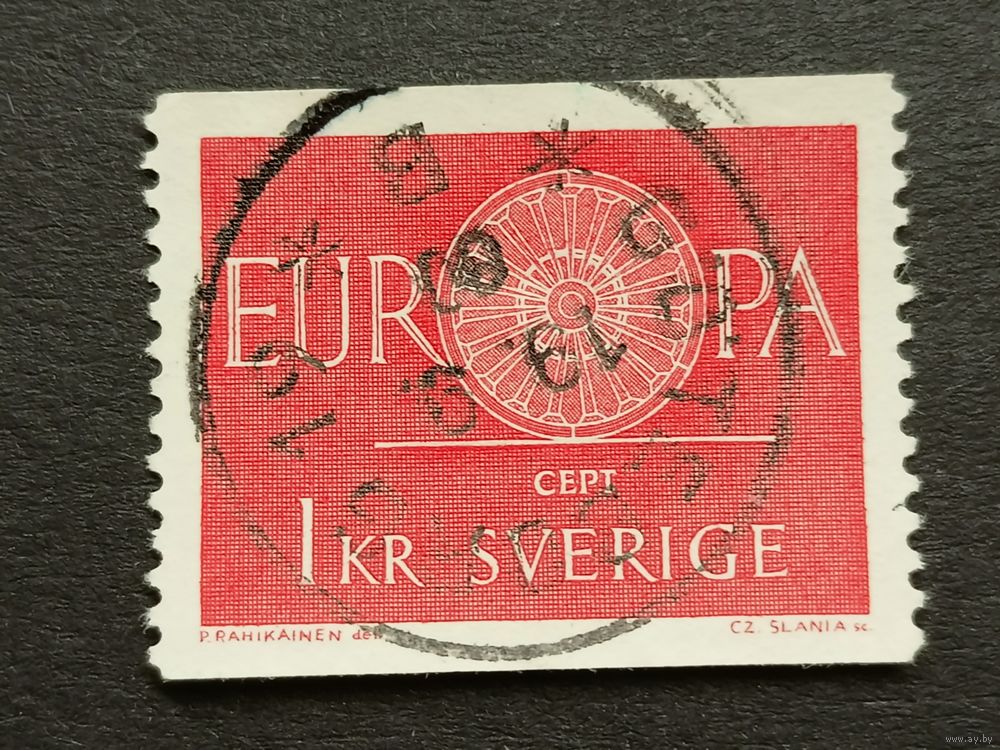 EUROPA
CEPT
1 KR SVERIGE
P. RAHIKAINEN del.
CZ. SLANIA sc.
www.ay.by